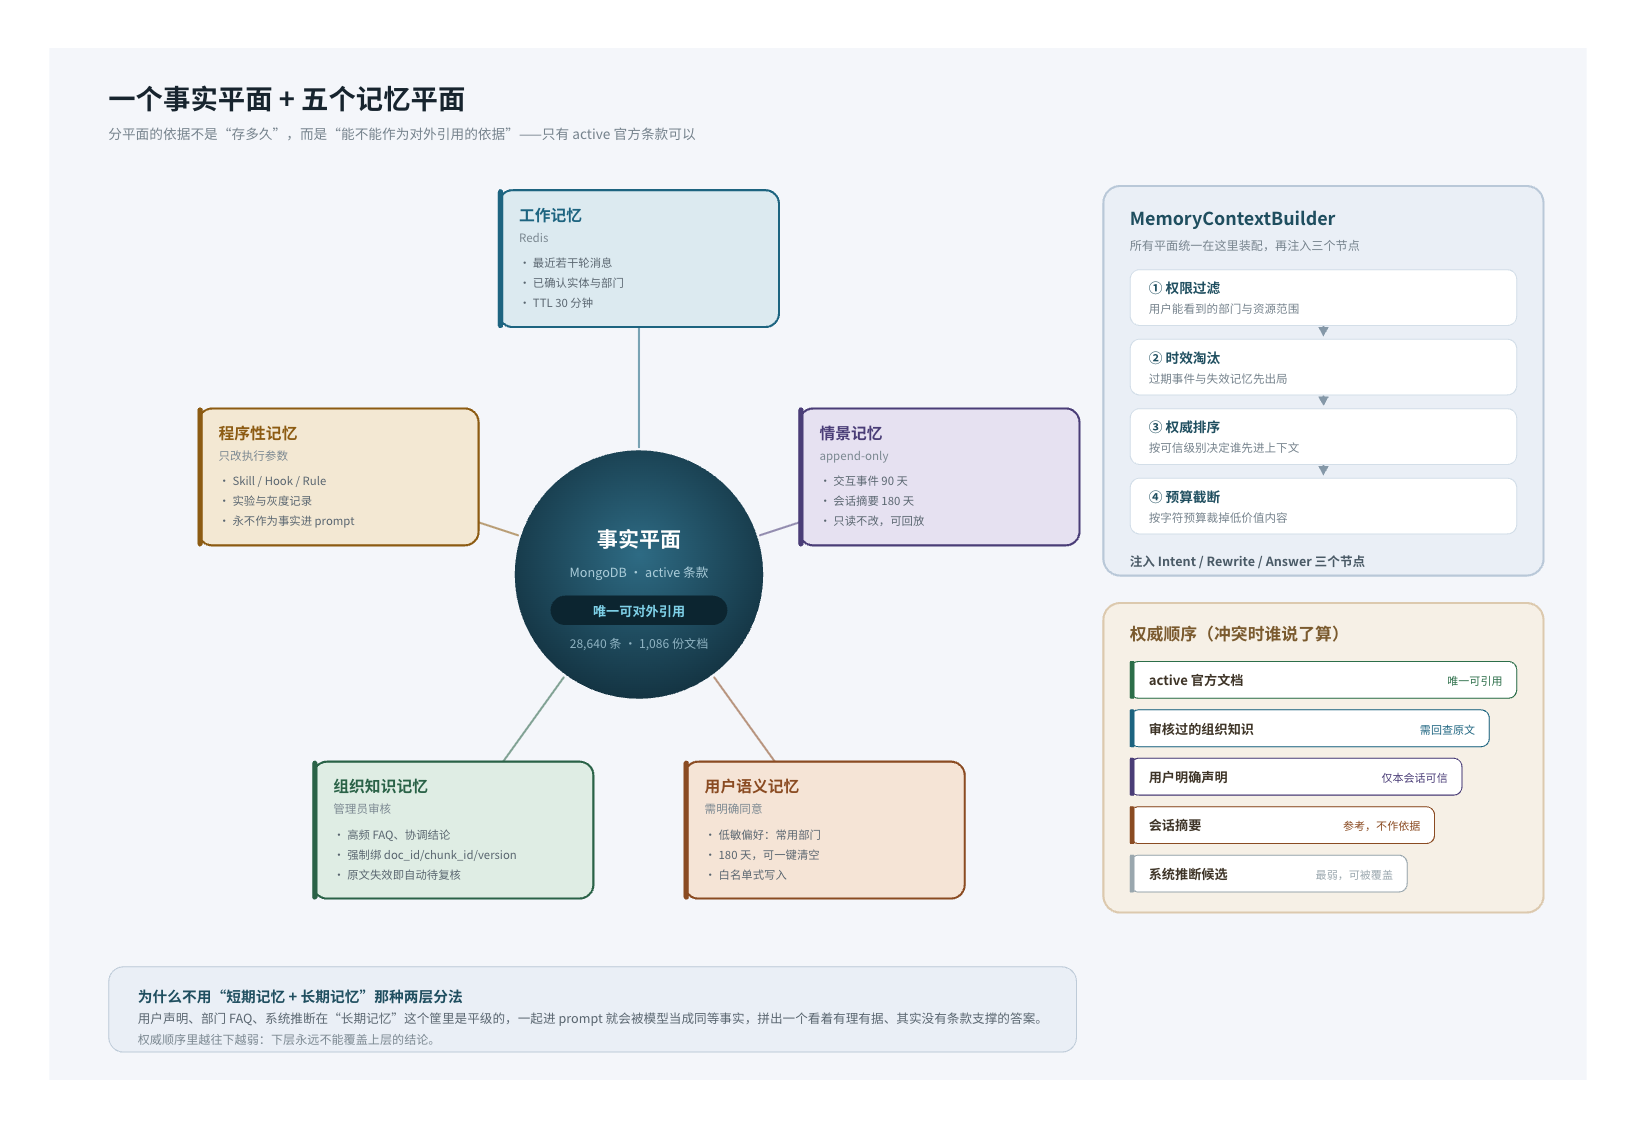 一个事实平面 + 五个记忆平面
分平面的依据不是“存多久”，而是“能不能作为对外引用的依据”——只有 active 官方条款可以
工作记忆
Redis
· 最近若干轮消息
· 已确认实体与部门
· TTL 30 分钟
程序性记忆
只改执行参数
· Skill / Hook / Rule
· 实验与灰度记录
· 永不作为事实进 prompt
情景记忆
append-only
· 交互事件 90 天
· 会话摘要 180 天
· 只读不改，可回放
事实平面
MongoDB · active 条款
唯一可对外引用
28,640 条 · 1,086 份文档
组织知识记忆
管理员审核
· 高频 FAQ、协调结论
· 强制绑 doc_id/chunk_id/version
· 原文失效即自动待复核
用户语义记忆
需明确同意
· 低敏偏好：常用部门
· 180 天，可一键清空
· 白名单式写入
MemoryContextBuilder
所有平面统一在这里装配，再注入三个节点
① 权限过滤
用户能看到的部门与资源范围
② 时效淘汰
过期事件与失效记忆先出局
③ 权威排序
按可信级别决定谁先进上下文
④ 预算截断
按字符预算裁掉低价值内容
注入 Intent / Rewrite / Answer 三个节点
权威顺序（冲突时谁说了算）
active 官方文档 唯一可引用
审核过的组织知识 需回查原文
用户明确声明 仅本会话可信
会话摘要 参考，不作依据
系统推断候选 最弱，可被覆盖
为什么不用“短期记忆 + 长期记忆”那种两层分法
用户声明、部门 FAQ、系统推断在“长期记忆”这个筐里是平级的，一起进 prompt 就会被模型当成同等事实，拼出一个看着有理有据、其实没有条款支撑的答案。
权威顺序里越往下越弱：下层永远不能覆盖上层的结论。